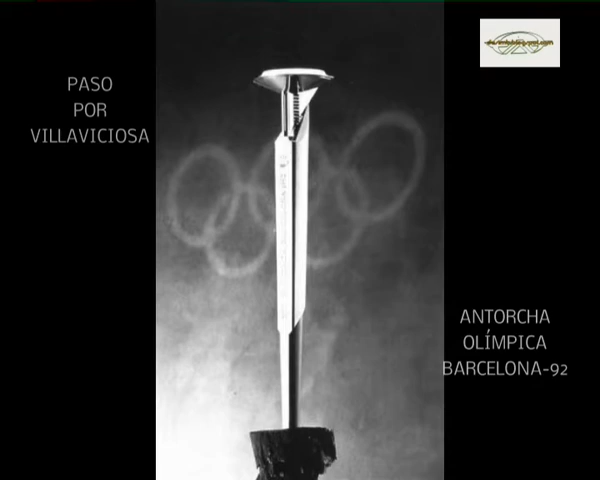 PASO
POR
VILLAVICIOSA
ANTORCHA
OLÍMPICA
BARCELONA-92